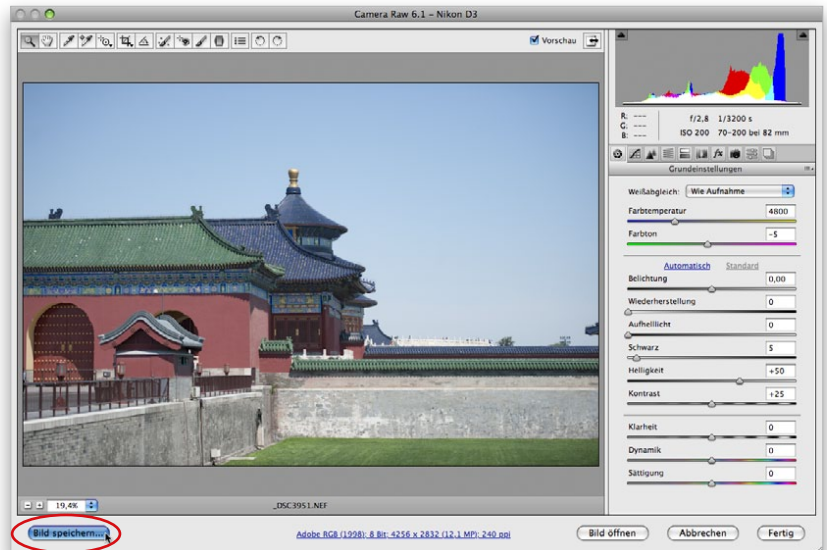 Camera Raw 6.1 – Nikon D3
Vorschau
R: ---
G: ---
B: ---
f/2,8 1/3200 s
ISO 200 70-200 bei 82 mm
Grundeinstellungen
Weißabgleich: Wie Aufnahme
Farbtemperatur 4800
Farbton -5
Automatisch Standard
Belichtung 0,00
Wiederherstellung 0
Aufhelllicht 0
Schwarz 5
Helligkeit +50
Kontrast +25
Klarheit 0
Dynamik 0
Sättigung 0
19,4% _DSC3951.NEF
Bild speichern... Adobe RGB (1998); 8 Bit; 4256 x 2832 (12,1 MP); 240 ppi Bild öffnen Abbrechen Fertig